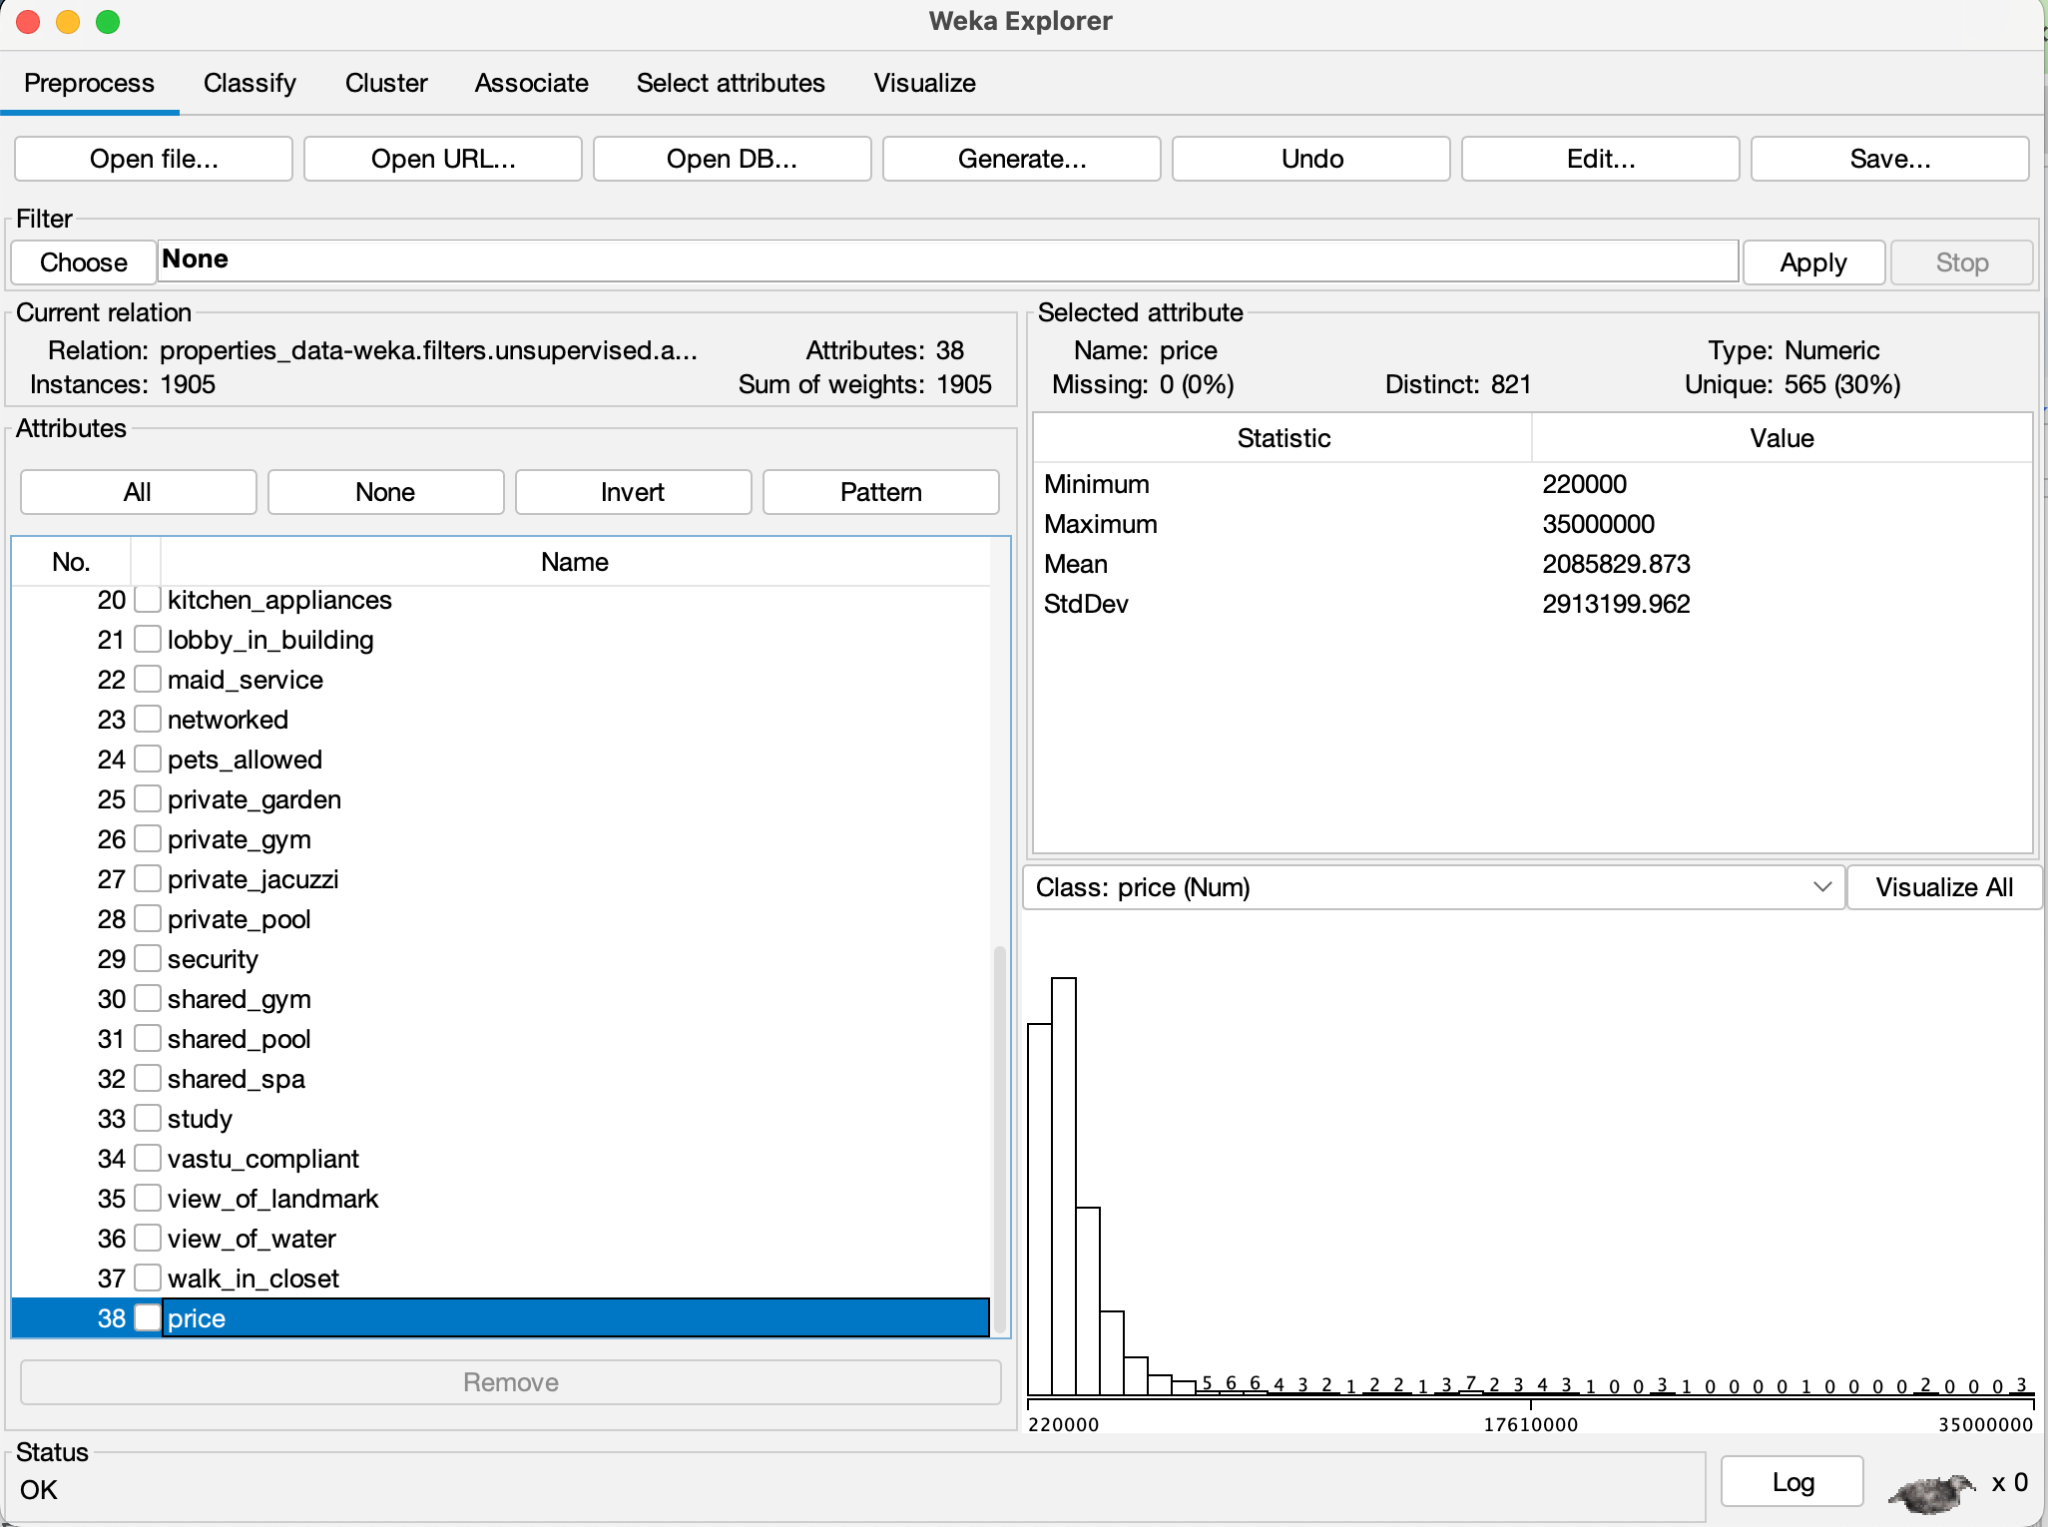 Weka Explorer
Preprocess Classify Cluster Associate Select attributes Visualize
Open file... Open URL... Open DB... Generate... Undo Edit... Save...
Filter
Choose None Apply Stop
Current relation
Relation: properties_data-weka.filters.unsupervised.a... Attributes: 38
Instances: 1905 Sum of weights: 1905
Attributes
All None Invert Pattern
No. Name
20 kitchen_appliances
21 lobby_in_building
22 maid_service
23 networked
24 pets_allowed
25 private_garden
26 private_gym
27 private_jacuzzi
28 private_pool
29 security
30 shared_gym
31 shared_pool
32 shared_spa
33 study
34 vastu_compliant
35 view_of_landmark
36 view_of_water
37 walk_in_closet
38 price
Remove
Selected attribute
Name: price Type: Numeric
Missing: 0 (0%) Distinct: 821 Unique: 565 (30%)
Statistic Value
Minimum 220000
Maximum 35000000
Mean 2085829.873
StdDev 2913199.962
Class: price (Num) Visualize All
5 6 6 4 3 2 1 2 2 1 3 7 2 3 4 3 1 0 0 3 1 0 0 0 0 1 0 0 0 0 2 0 0 0 3
220000 17610000 35000000
Status
OK
Log x 0